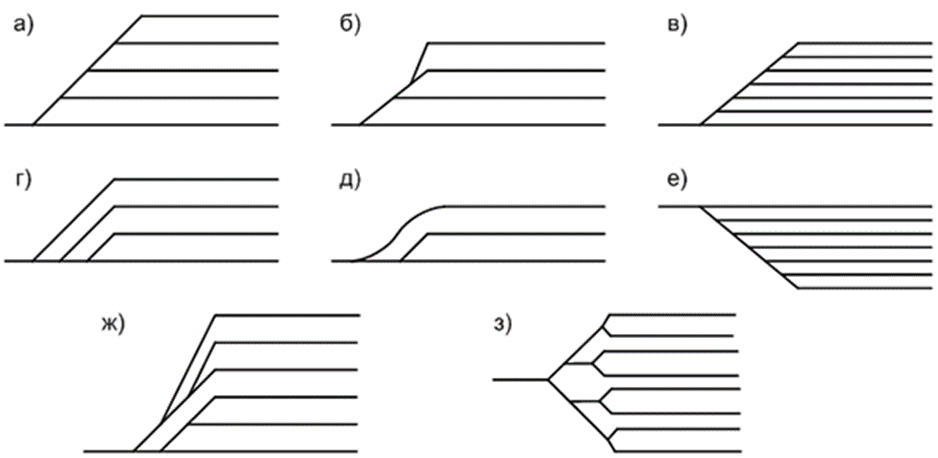 а) б) в)
г) д) е)
ж) з)